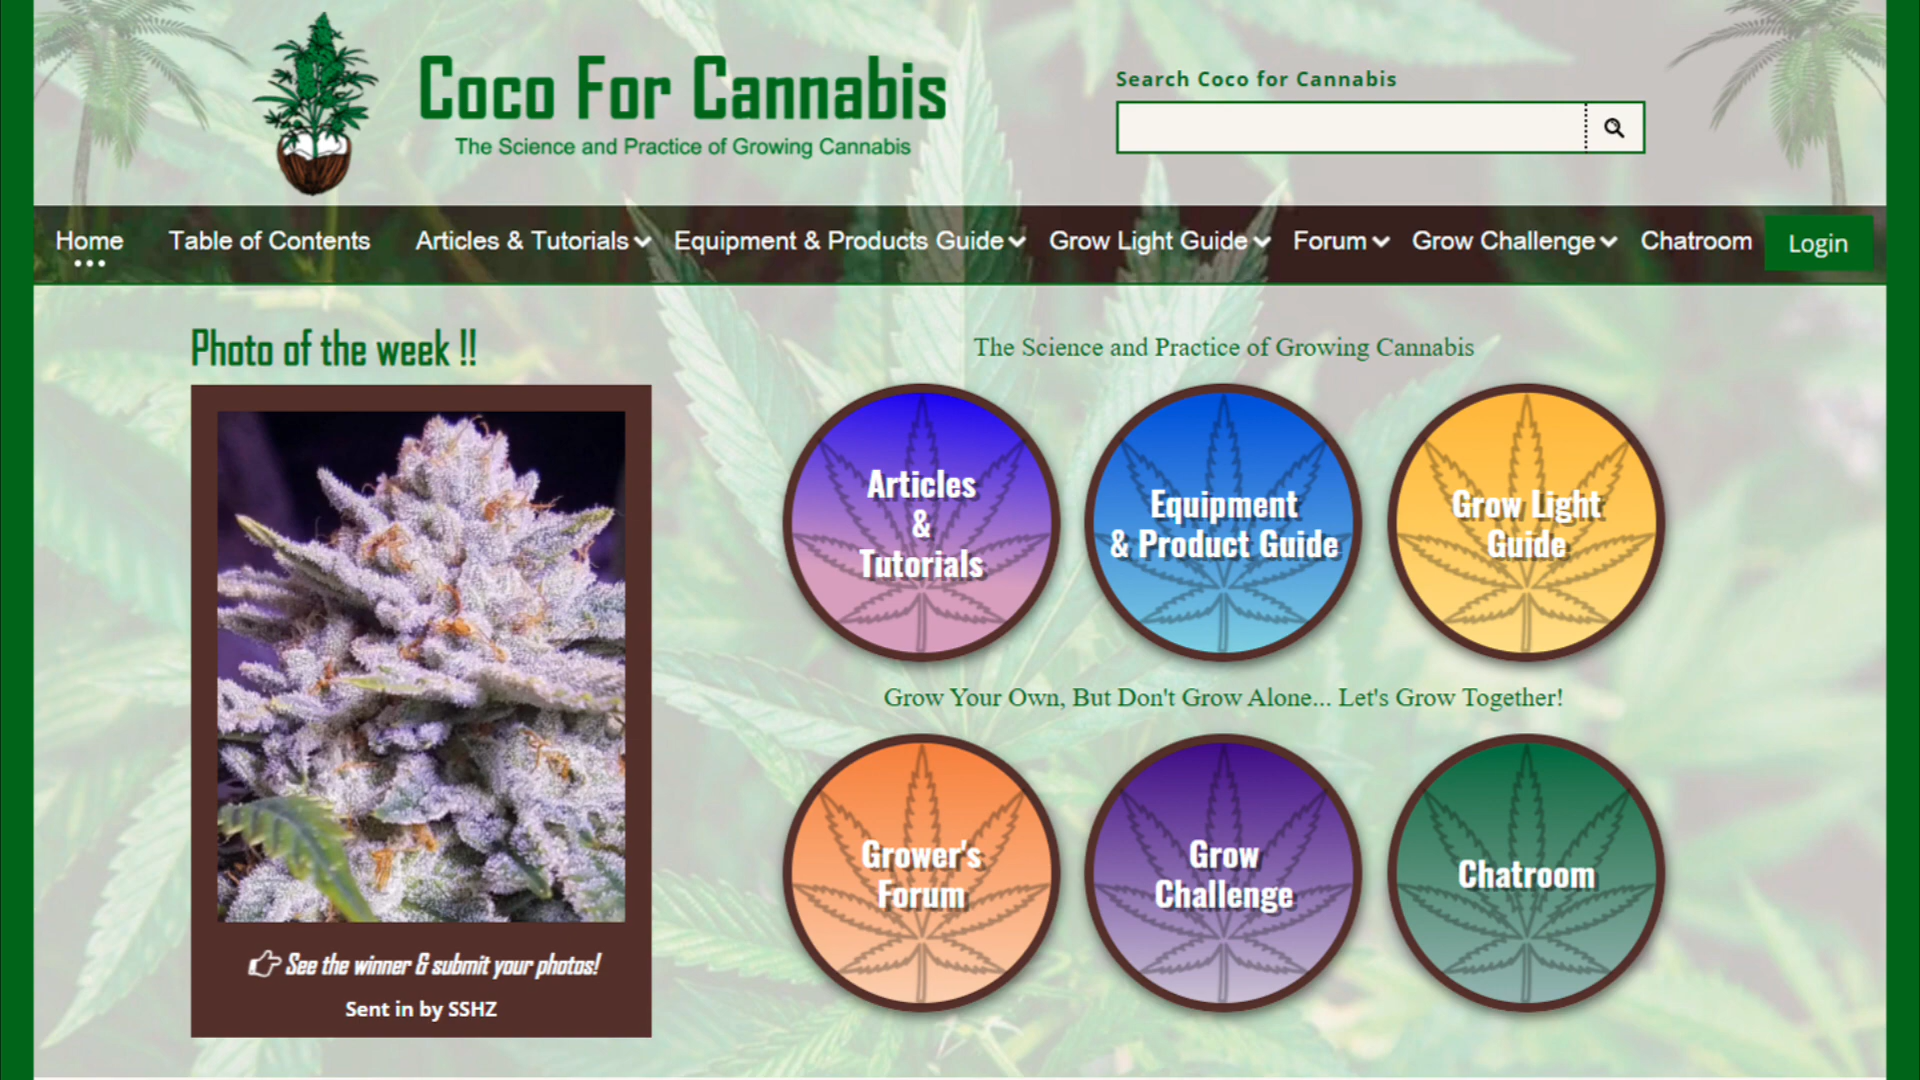 Coco For Cannabis
The Science and Practice of Growing Cannabis
Search Coco for Cannabis
Home
Table of Contents
Articles & Tutorials
Equipment & Products Guide
Grow Light Guide
Forum
Grow Challenge
Chatroom
Login
Photo of the week !!
See the winner & submit your photos!
Sent in by SSHZ
The Science and Practice of Growing Cannabis
Articles
&
Tutorials
Equipment
& Product Guide
Grow Light
Guide
Grow Your Own, But Don't Grow Alone... Let's Grow Together!
Grower's
Forum
Grow
Challenge
Chatroom